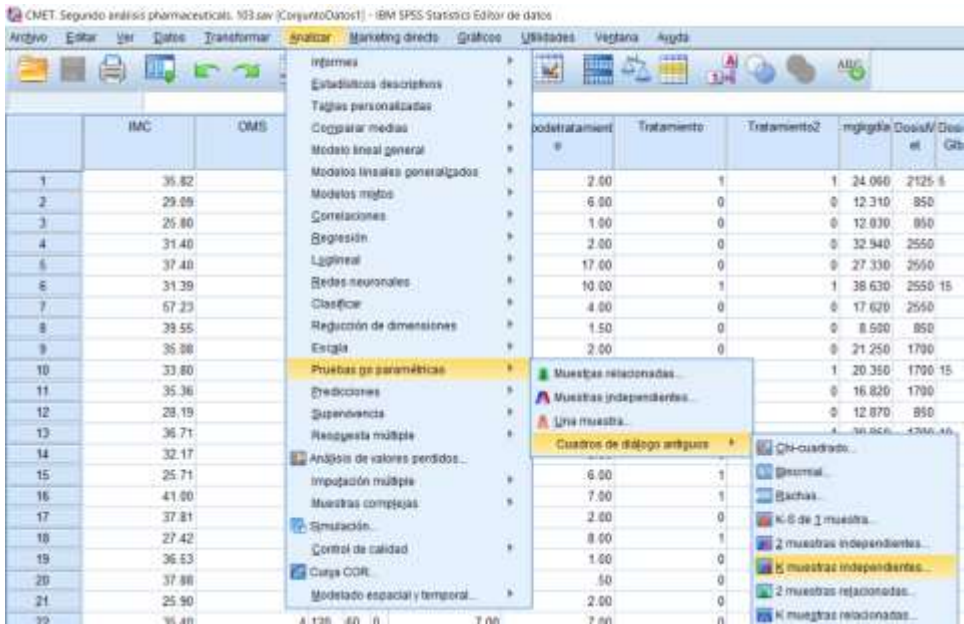 CMET. Segundo análisis pharmaceuticals. 103.sav [ConjuntoDatos1] - IBM SPSS Statistics Editor de datos
Archivo Editar Ver Datos Transformar Analizar Marketing directo Gráficos Utilidades Ventana Ayuda
Informes
Estadísticos descriptivos
Tablas personalizadas
Comparar medias
Modelo lineal general
Modelos lineales generalizados
Modelos mixtos
Correlaciones
Regresión
Loglineal
Redes neuronales
Clasificar
Reducción de dimensiones
Escala
Pruebas no paramétricas
Predicciones
Supervivencia
Respuesta múltiple
Análisis de valores perdidos...
Imputación múltiple
Muestras complejas
Simulación...
Control de calidad
Curva COR...
Modelado espacial y temporal...
Muestras relacionadas...
Muestras independientes...
Una muestra...
Cuadros de diálogo antiguos
Chi-cuadrado...
Binomial...
Rachas...
K-S de 1 muestra...
2 muestras independientes...
K muestras independientes...
2 muestras relacionadas...
K muestras relacionadas...
IMC OMS Tratamiento Tratamiento2
1 35.82 2.00 1 1 24.060 2125 5
2 29.09 6.00 0 0 12.310 850
3 25.80 1.00 0 0 12.830 850
4 31.40 2.00 0 0 32.940 2550
5 37.40 17.00 0 0 27.330 2550
6 31.39 10.00 1 1 38.630 2550 15
7 57.23 4.00 0 0 17.620 2550
8 39.55 1.50 0 0 8.500 850
9 35.08 2.00 0 0 21.250 1700
10 33.80 1 20.350 1700 15
11 35.36 0 16.820 1700
12 28.19 0 12.870 850
13 36.71
14 32.17
15 25.71 6.00 1
16 41.00 7.00 1
17 37.81 2.00 0
18 27.42 8.00 1
19 36.53 1.00 0
20 37.88 .50 0
21 25.90 2.00 0
22 35.40 7.00 7.00 0